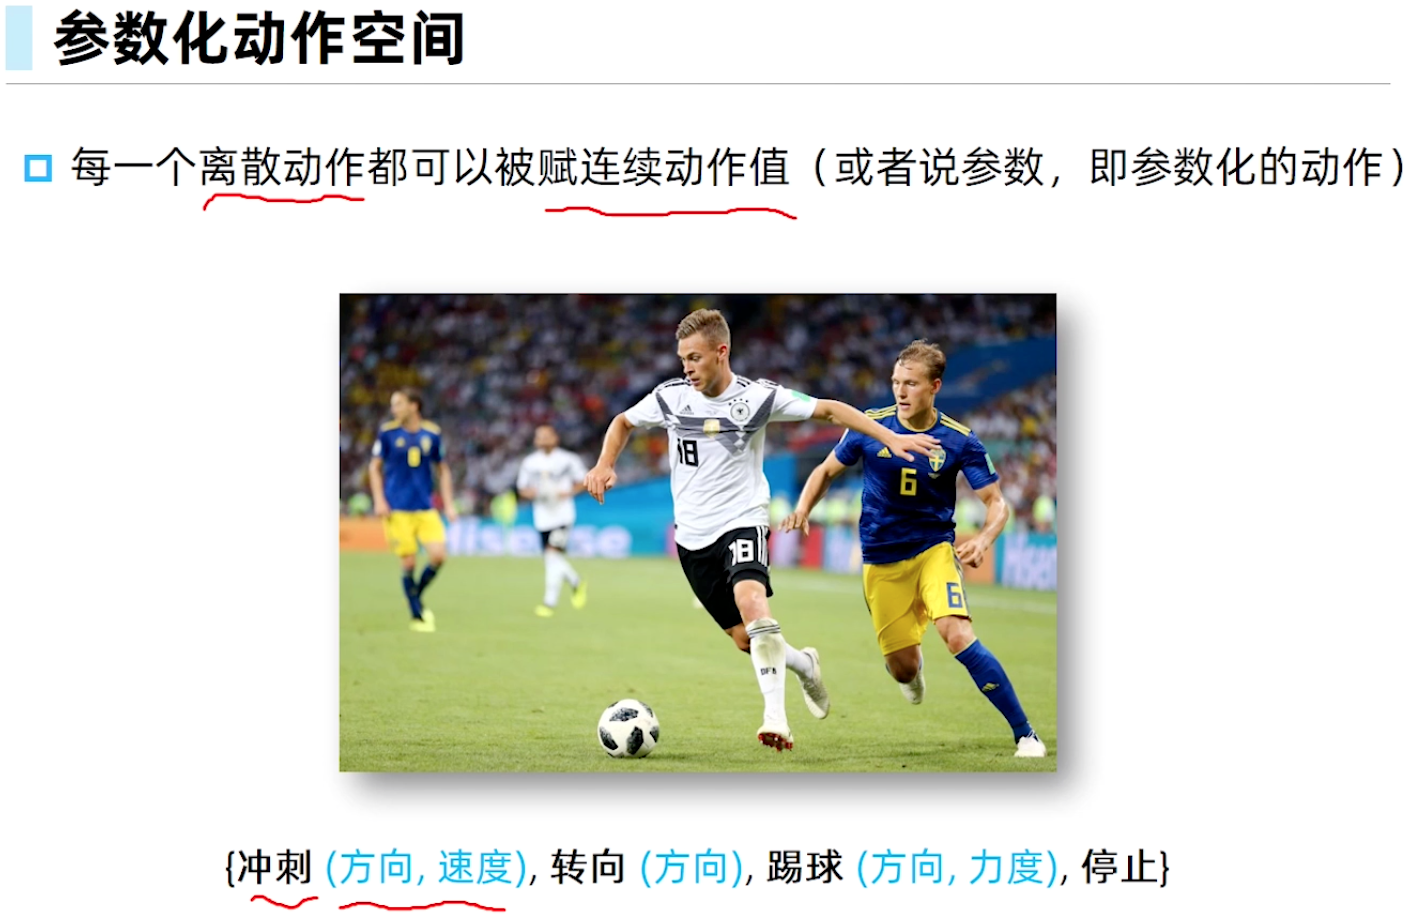 参数化动作空间
每一个离散动作都可以被赋连续动作值（或者说参数，即参数化的动作）
8
18
18
6
6
Hisense
{冲刺 (方向, 速度), 转向 (方向), 踢球 (方向, 力度), 停止}